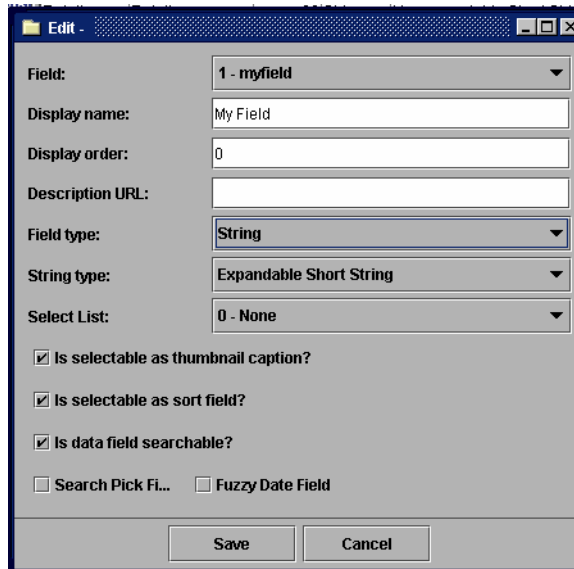 Edit -
Field: 1 - myfield
Display name: My Field
Display order: 0
Description URL:
Field type: String
String type: Expandable Short String
Select List: 0 - None
Is selectable as thumbnail caption?
Is selectable as sort field?
Is data field searchable?
Search Pick Fi... Fuzzy Date Field
Save Cancel